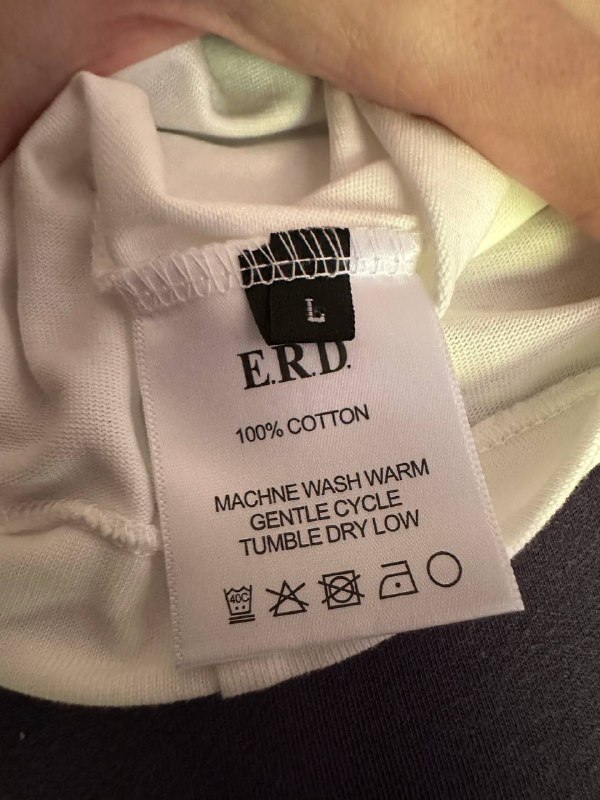 L
E.R.D.
100% COTTON
MACHNE WASH WARM
GENTLE CYCLE
TUMBLE DRY LOW
40C